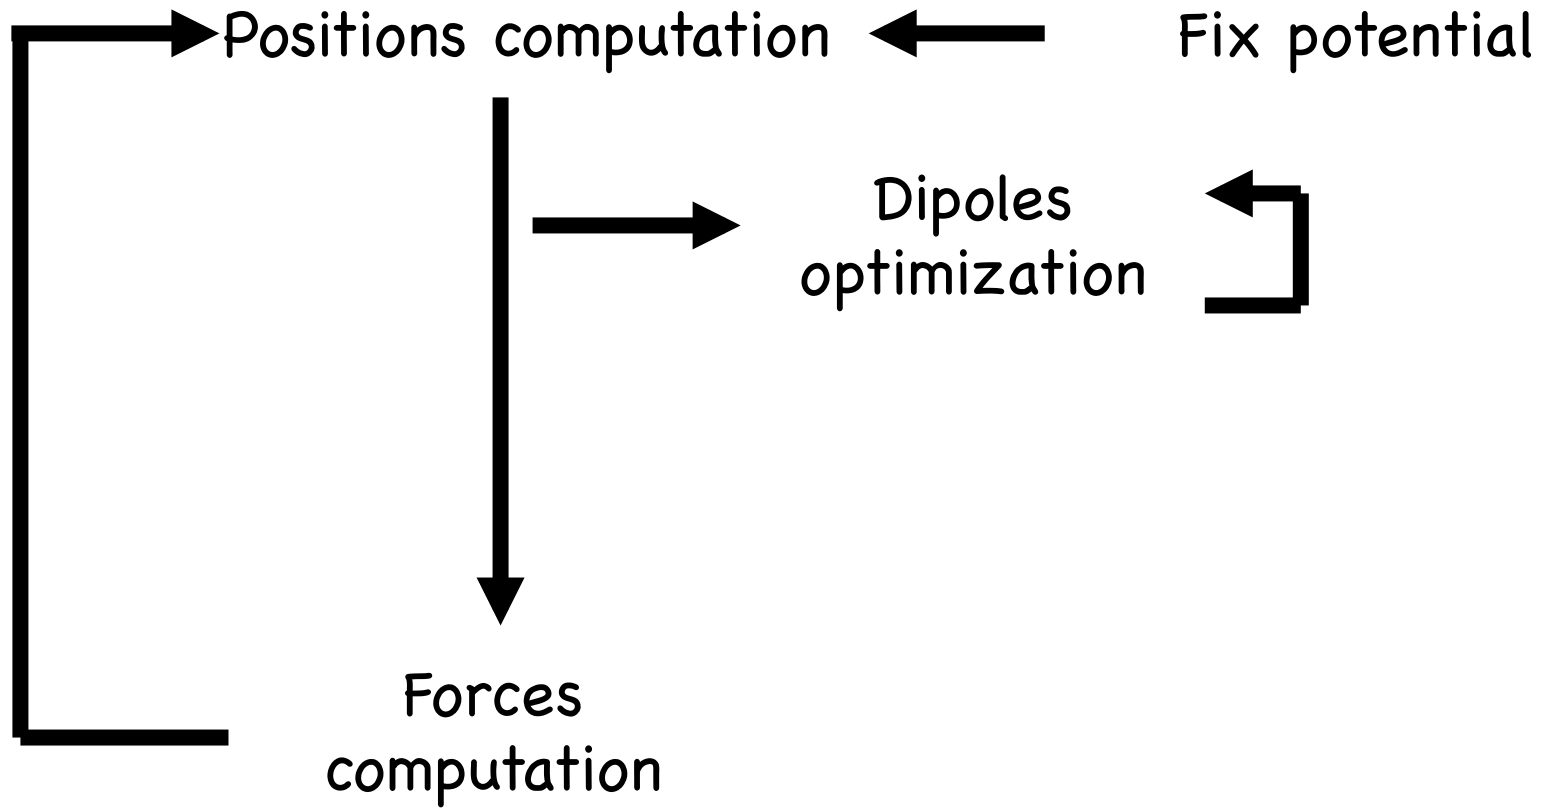 Positions computation
Fix potential
Dipoles
optimization
Forces
computation